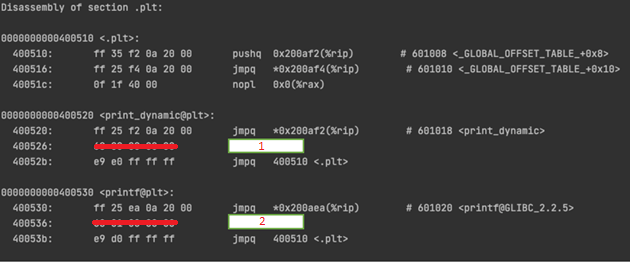 Disassembly of section .plt:
0000000000400510 <.plt>:
400510: ff 35 f2 0a 20 00 pushq 0x200af2(%rip) # 601008 <_GLOBAL_OFFSET_TABLE_+0x8>
400516: ff 25 f4 0a 20 00 jmpq *0x200af4(%rip) # 601010 <_GLOBAL_OFFSET_TABLE_+0x10>
40051c: 0f 1f 40 00 nopl 0x0(%rax)
0000000000400520 <print_dynamic@plt>:
400520: ff 25 f2 0a 20 00 jmpq *0x200af2(%rip) # 601018 <print_dynamic>
400526: 1
40052b: e9 e0 ff ff ff jmpq 400510 <.plt>
0000000000400530 <printf@plt>:
400530: ff 25 ea 0a 20 00 jmpq *0x200aea(%rip) # 601020 <printf@GLIBC_2.2.5>
400536: 2
40053b: e9 d0 ff ff ff jmpq 400510 <.plt>